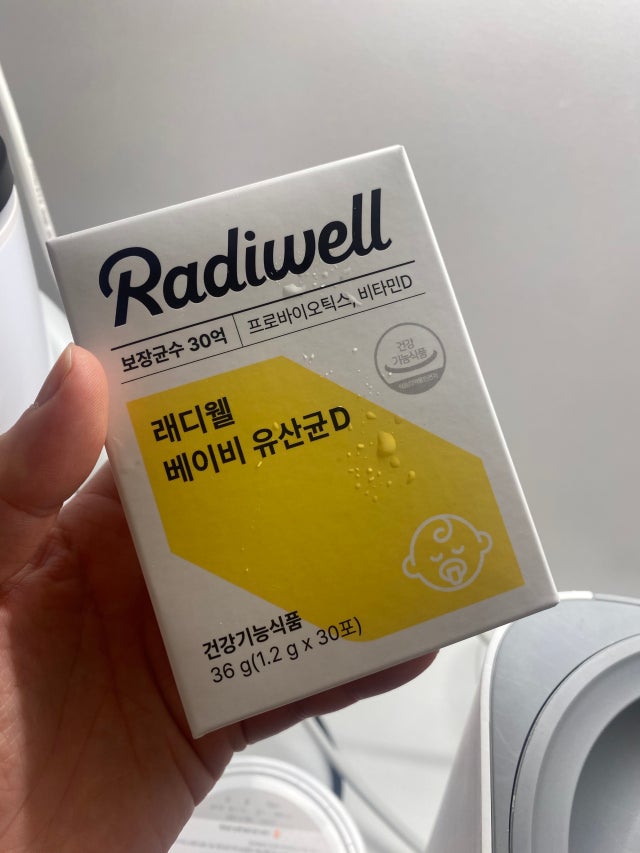 Radiwell
보장균수 30억
프로바이오틱스, 비타민D
건강
기능식품
래디웰
베이비 유산균D
건강기능식품
36 g(1.2 g x 30포)